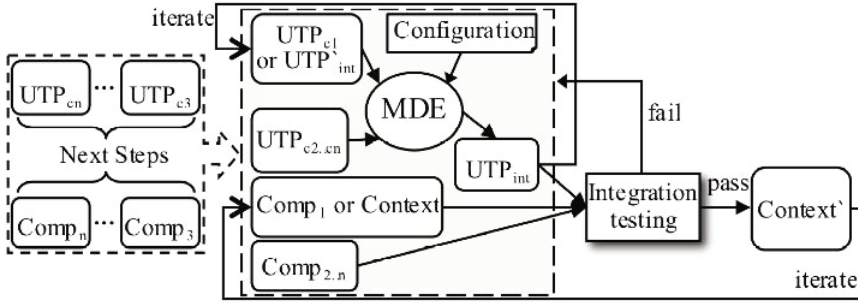 iterate
UTPc1
or UTP`int
Configuration
UTPcn ... UTPc3
MDE
fail
UTPc2..cn
Next Steps
UTPint
Integration
testing
pass
Context`
Comp1 or Context
Compn ... Comp3
Comp2..n
iterate